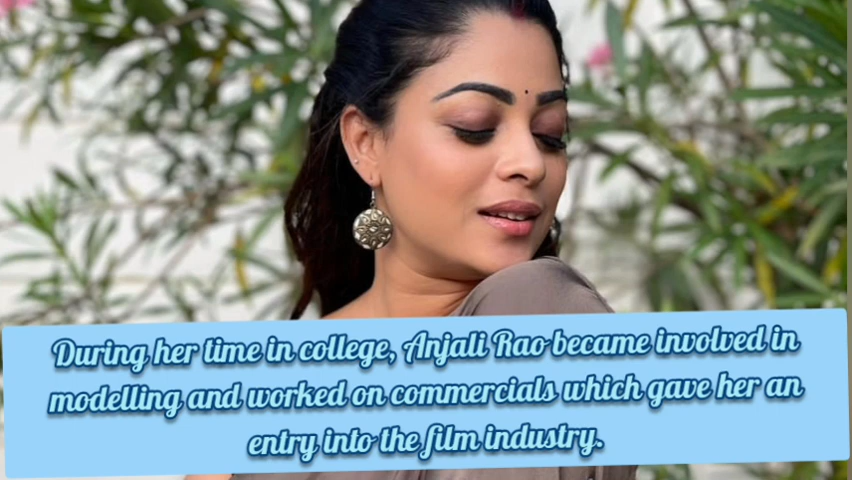 During her time in college, Anjali Rao became involved in
modelling and worked on commercials which gave her an
entry into the film industry.